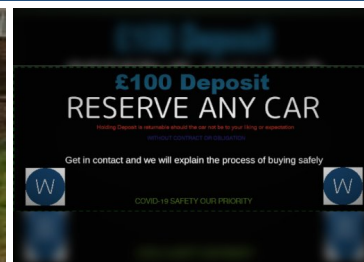 £100 Deposit
RESERVE ANY CAR
Holding Deposit is returnable should the car not be to your liking or expectation
WITHOUT CONTRACT OR OBLIGATION
Get in contact and we will explain the process of buying safely
W
W
COVID-19 SAFETY OUR PRIORITY